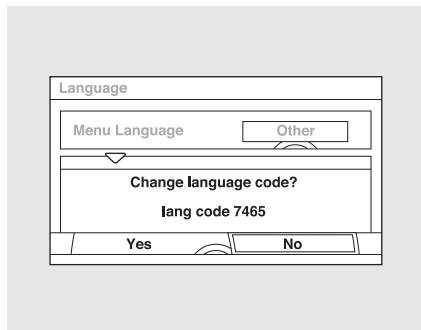 Language
Menu Language
Other
Change language code?
lang code 7465
Yes
No